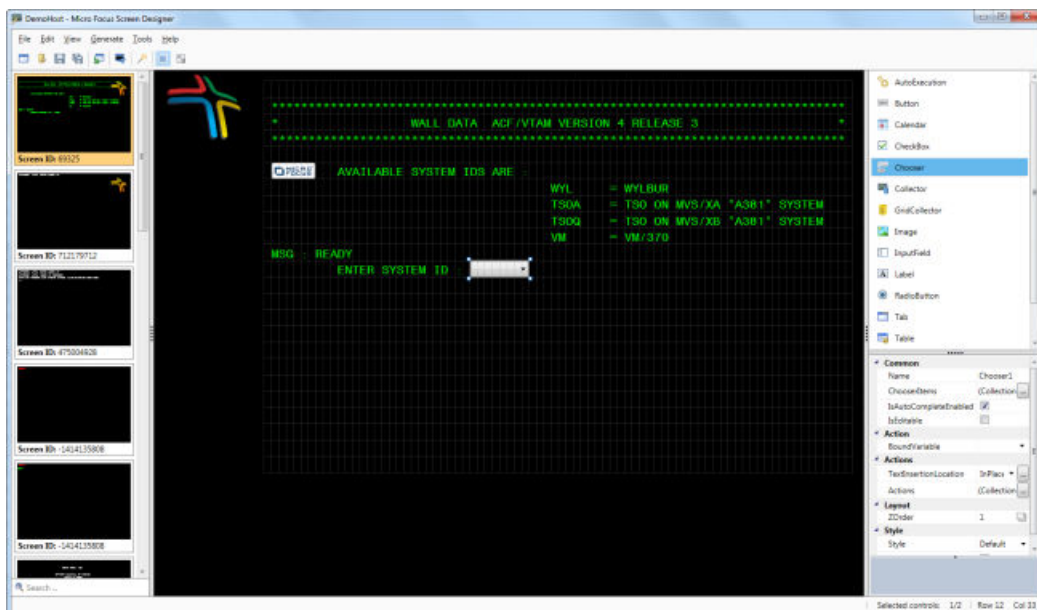 DemoHost - Micro Focus Screen Designer
File Edit View Generate Tools Help
Screen ID: 69325
Screen ID: 712179712
Screen ID: 475004928
Screen ID: -1414135808
Screen ID: -1414135808
Search...
****************************************************************
* WALL DATA ACF/VTAM VERSION 4 RELEASE 3 *
****************************************************************
AVAILABLE SYSTEM IDS ARE :
WYL = WYLBUR
TSOA = TSO ON MVS/XA "A381" SYSTEM
TSOQ = TSO ON MVS/XB "A381" SYSTEM
VM = VM/370
MSG : READY
ENTER SYSTEM ID :
AutoExecution
Button
Calendar
CheckBox
Chooser
Collector
GridCollector
Image
InputField
Label
RadioButton
Tab
Table
Common
Name Chooser1
ChooserItems (Collection ...
IsAutoCompleteEnabled
IsEditable
Action
BoundVariable
Actions
TextInsertionLocation InPlace ...
Actions (Collection ...
Layout
ZOrder 1
Style
Style Default
Selected controls: 1/2 Row 12 Col 33